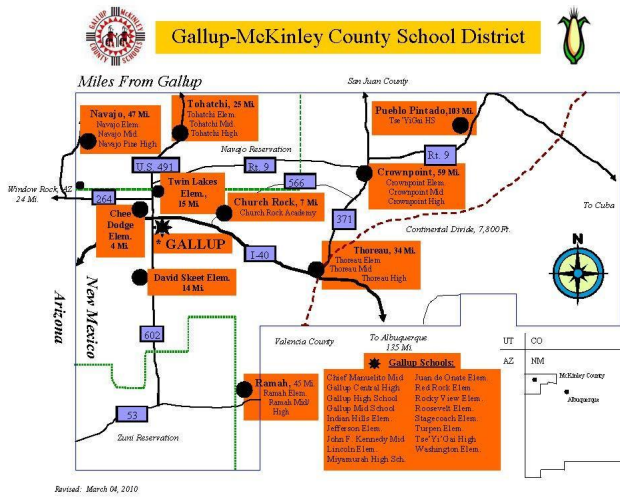 Gallup-McKinley County School District
Miles From Gallup
San Juan County
Navajo, 47 Mi.
Navajo Elem
Navajo Mid
Navajo Pine High
Tohatchi, 25 Mi.
Tohatchi Elem.
Tohatchi Mid.
Tohatchi High
Pueblo Pintado, 103 Mi.
Tse'YiGai HS
Navajo Reservation
U.S. 491
Rt. 9
Rt. 9
Window Rock, AZ
24 Mi.
Twin Lakes
Elem.,
15 Mi.
566
Crownpoint, 59 Mi.
Crownpoint Elem.
Crownpoint Mid
Crownpoint High
264
Chee
Dodge
Elem.
4 Mi.
Church Rock, 7 Mi.
Church Rock Academy
371
To Cuba
* GALLUP
Continental Divide, 7,800 Ft.
I-40
Thoreau, 34 Mi.
Thoreau Elem
Thoreau Mid
Thoreau High
N
David Skeet Elem.
14 Mi.
Arizona
New Mexico
602
Valencia County
To Albuquerque
135 Mi.
UT
CO
AZ
NM
McKinley County
Albuquerque
Gallup Schools:
Chief Manuelito Mid
Gallup Central High
Gallup High School
Gallup Mid School
Indian Hills Elem.
Jefferson Elem.
John F. Kennedy Mid
Lincoln Elem.
Miyamurah High Sch.
Juan de Onate Elem.
Red Rock Elem.
Rocky View Elem.
Roosevelt Elem.
Stagecoach Elem.
Turpen Elem.
Tse'Yi'Gai High
Washington Elem.
Ramah, 45 Mi.
Ramah Elem
Ramah Mid/
High
53
Zuni Reservation
Revised: March 04, 2010